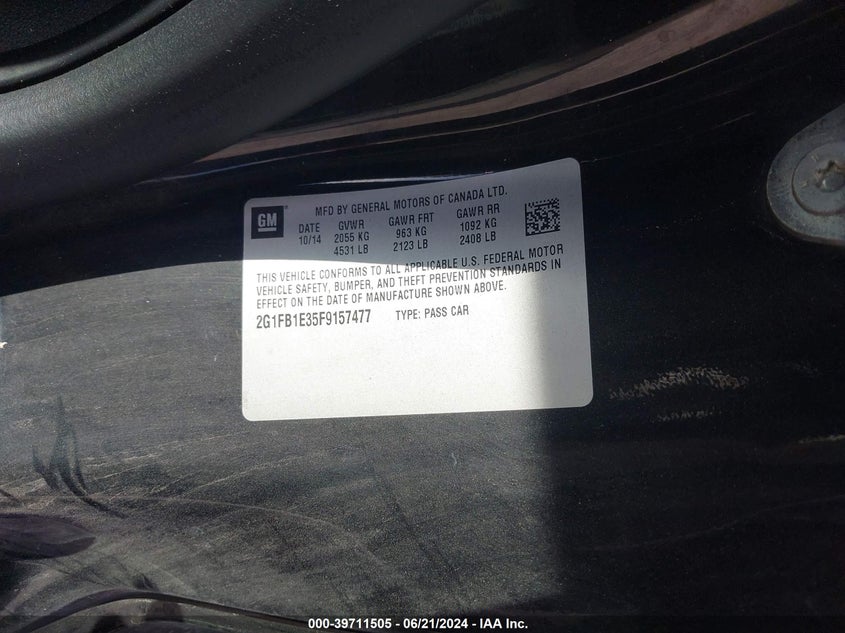 GM
MFD BY GENERAL MOTORS OF CANADA LTD.
DATE GVWR GAWR FRT GAWR RR
10/14 2055 KG 963 KG 1092 KG
4531 LB 2123 LB 2408 LB
THIS VEHICLE CONFORMS TO ALL APPLICABLE U.S. FEDERAL MOTOR
VEHICLE SAFETY, BUMPER, AND THEFT PREVENTION STANDARDS IN
EFFECT ON THE DATE OF MANUFACTURE SHOWN ABOVE.
2G1FB1E35F9157477 TYPE: PASS CAR
000-39711505 - 06/21/2024 - IAA Inc.